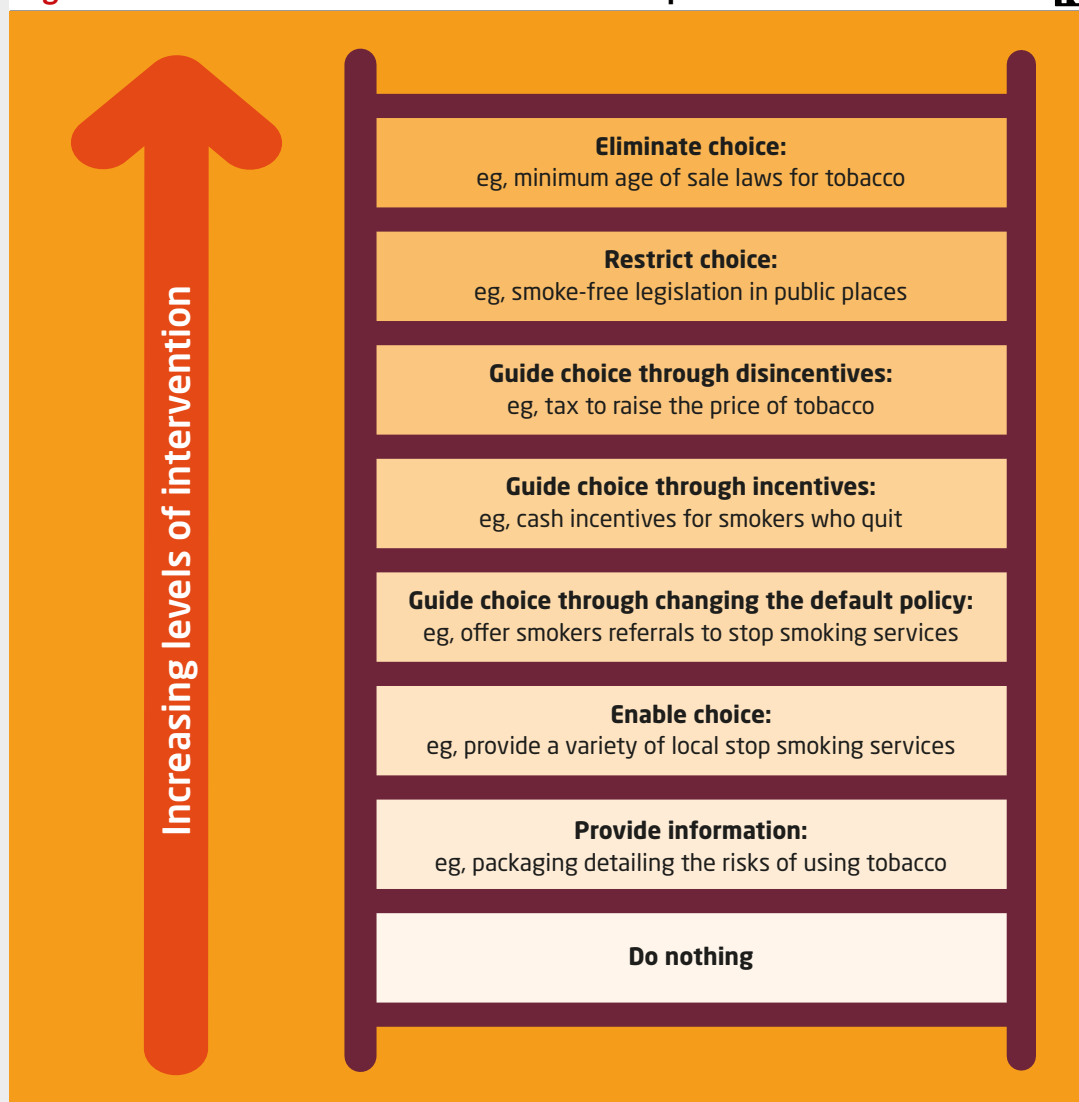 Increasing levels of intervention
Eliminate choice:
eg, minimum age of sale laws for tobacco
Restrict choice:
eg, smoke-free legislation in public places
Guide choice through disincentives:
eg, tax to raise the price of tobacco
Guide choice through incentives:
eg, cash incentives for smokers who quit
Guide choice through changing the default policy:
eg, offer smokers referrals to stop smoking services
Enable choice:
eg, provide a variety of local stop smoking services
Provide information:
eg, packaging detailing the risks of using tobacco
Do nothing